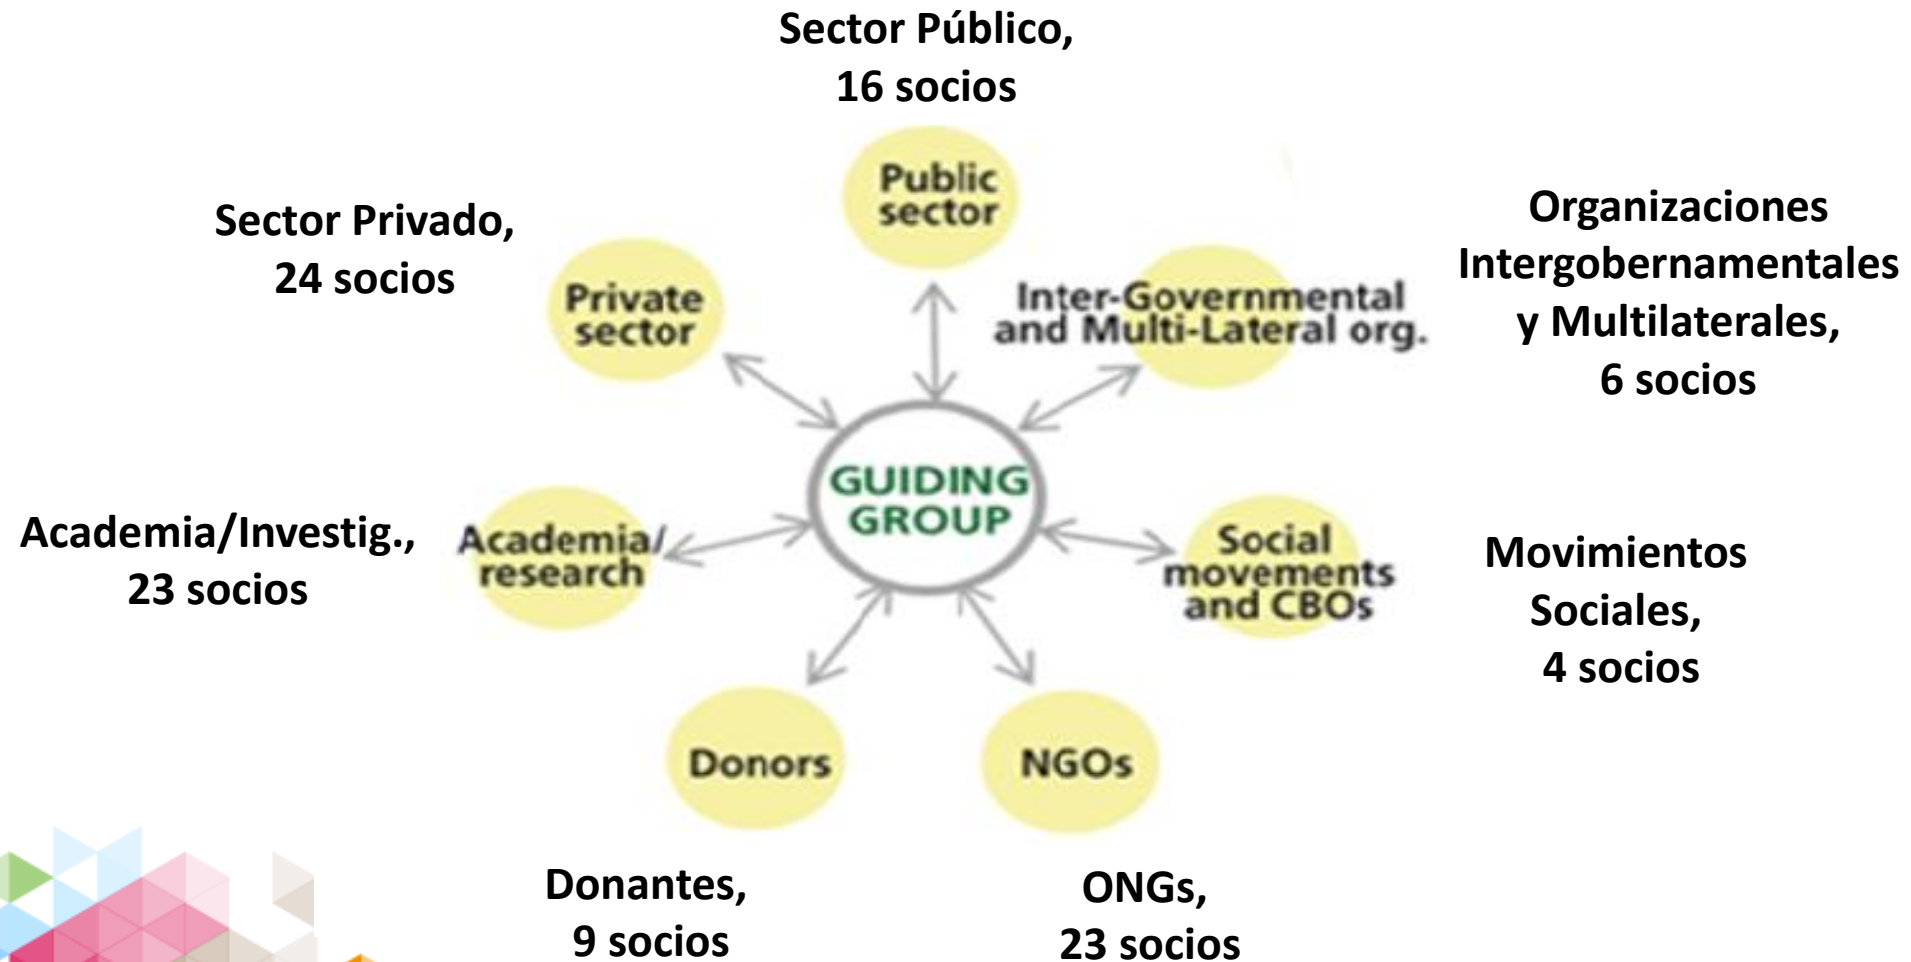 Sector Público,
16 socios
Public
sector
Sector Privado,
24 socios
Private
sector
Inter-Governmental
and Multi-Lateral org.
Organizaciones
Intergobernamentales
y Multilaterales,
6 socios
GUIDING
GROUP
Academia/Investig.,
23 socios
Academia/
research
Social
movements
and CBOs
Movimientos
Sociales,
4 socios
Donors
NGOs
Donantes,
9 socios
ONGs,
23 socios